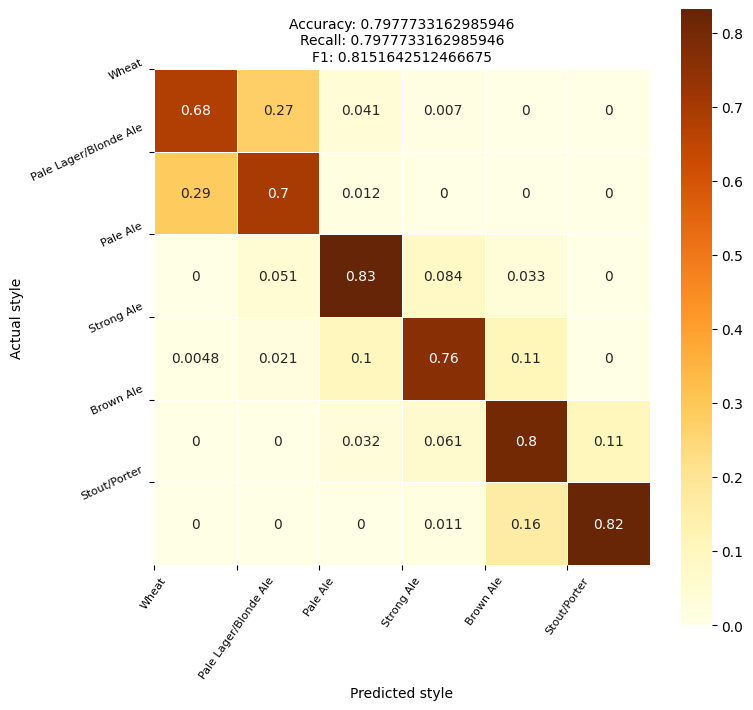 Accuracy: 0.7977733162985946
Recall: 0.7977733162985946
F1: 0.8151642512466675
Wheat
Pale Lager/Blonde Ale
Pale Ale
Strong Ale
Brown Ale
Stout/Porter
Actual style
0.68 0.27 0.041 0.007 0 0
0.29 0.7 0.012 0 0 0
0 0.051 0.83 0.084 0.033 0
0.0048 0.021 0.1 0.76 0.11 0
0 0 0.032 0.061 0.8 0.11
0 0 0 0.011 0.16 0.82
Wheat
Pale Lager/Blonde Ale
Pale Ale
Strong Ale
Brown Ale
Stout/Porter
Predicted style
0.8
0.7
0.6
0.5
0.4
0.3
0.2
0.1
0.0